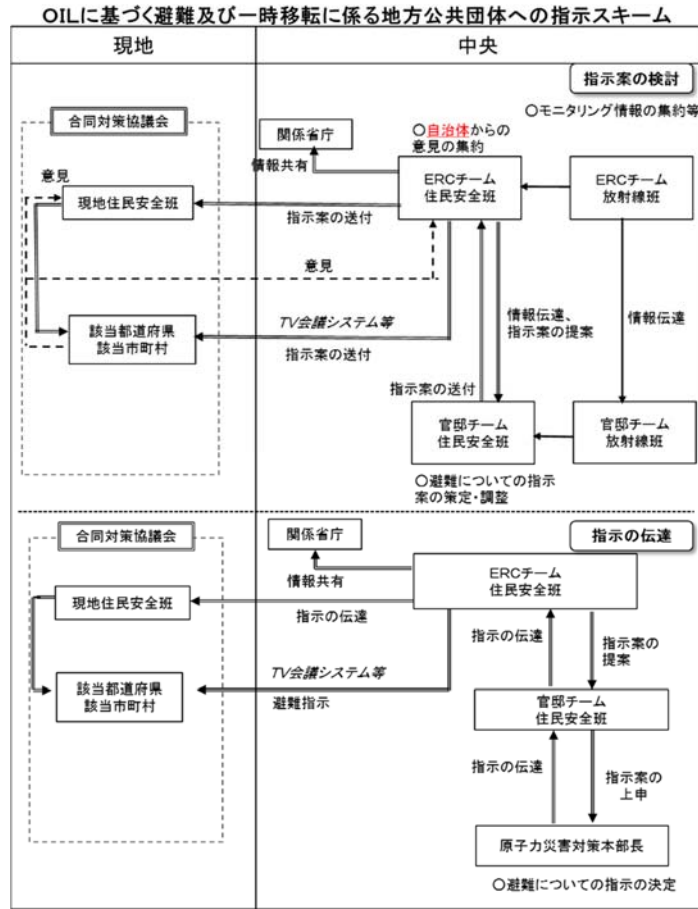 OILに基づく避難及び一時移転に係る地方公共団体への指示スキーム
現地
中央
指示案の検討
○モニタリング情報の集約等
合同対策協議会
関係省庁
○自治体からの
意見の集約
情報共有
意見
現地住民安全班
ERCチーム
住民安全班
ERCチーム
放射線班
指示案の送付
意見
該当都道府県
該当市町村
TV会議システム等
指示案の送付
情報伝達、
指示案の提案
情報伝達
指示案の送付
官邸チーム
住民安全班
官邸チーム
放射線班
○避難についての指示
案の策定・調整
指示の伝達
合同対策協議会
関係省庁
情報共有
ERCチーム
住民安全班
現地住民安全班
指示の伝達
指示の伝達
指示案の
提案
TV会議システム等
避難指示
該当都道府県
該当市町村
官邸チーム
住民安全班
指示の伝達
指示案の
上申
原子力災害対策本部長
○避難についての指示の決定